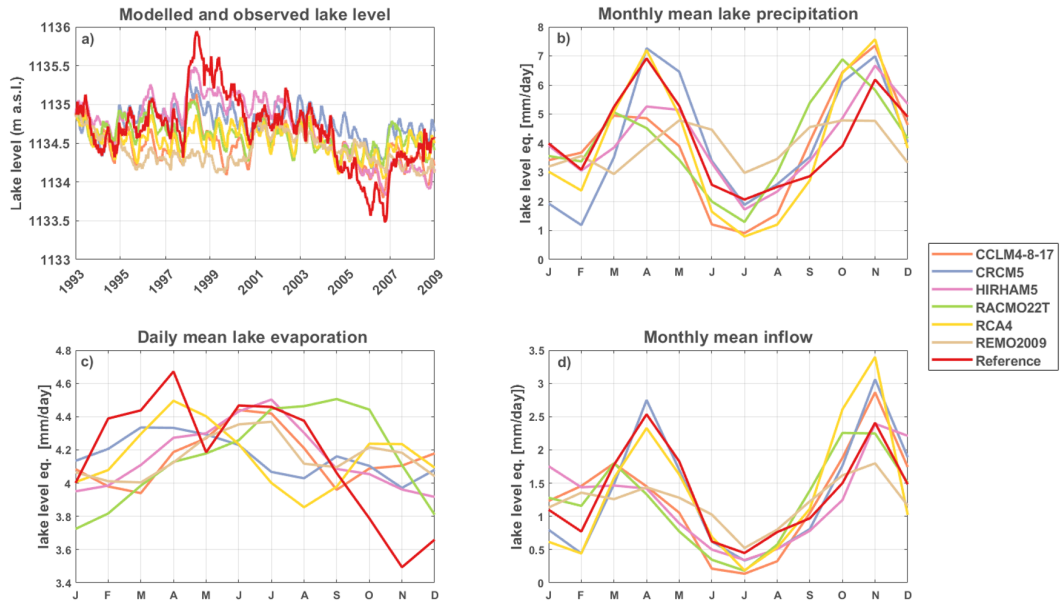 Modelled and observed lake level
a)
Lake level (m a.s.l.)
1136
1135.5
1135
1134.5
1134
1133.5
1133
1993
1995
1997
1999
2001
2003
2005
2007
2009
Monthly mean lake precipitation
b)
lake level eq. [mm/day]
8
7
6
5
4
3
2
1
0
J F M A M J J A S O N D
CCLM4-8-17
CRCM5
HIRHAM5
RACMO22T
RCA4
REMO2009
Reference
Daily mean lake evaporation
c)
lake level eq. [mm/day]
4.8
4.6
4.4
4.2
4
3.8
3.6
3.4
J F M A M J J A S O N D
Monthly mean inflow
d)
lake level eq. [mm/day])
3.5
3
2.5
2
1.5
1
0.5
0
J F M A M J J A S O N D